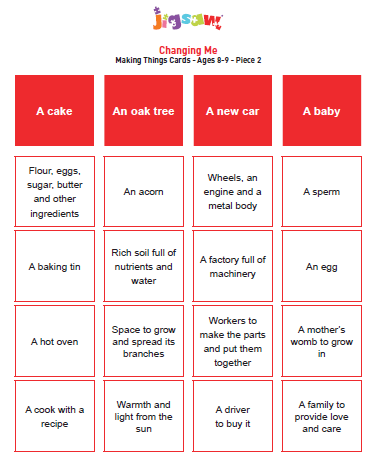 jigsaw
Changing Me
Making Things Cards - Ages 8-9 - Piece 2
A cake
An oak tree
A new car
A baby
Flour, eggs,
sugar, butter
and other
ingredients
An acorn
Wheels, an
engine and a
metal body
A sperm
A baking tin
Rich soil full of
nutrients and
water
A factory full of
machinery
An egg
A hot oven
Space to grow
and spread its
branches
Workers to
make the parts
and put them
together
A mother's
womb to grow
in
A cook with a
recipe
Warmth and
light from the
sun
A driver
to buy it
A family to
provide love
and care